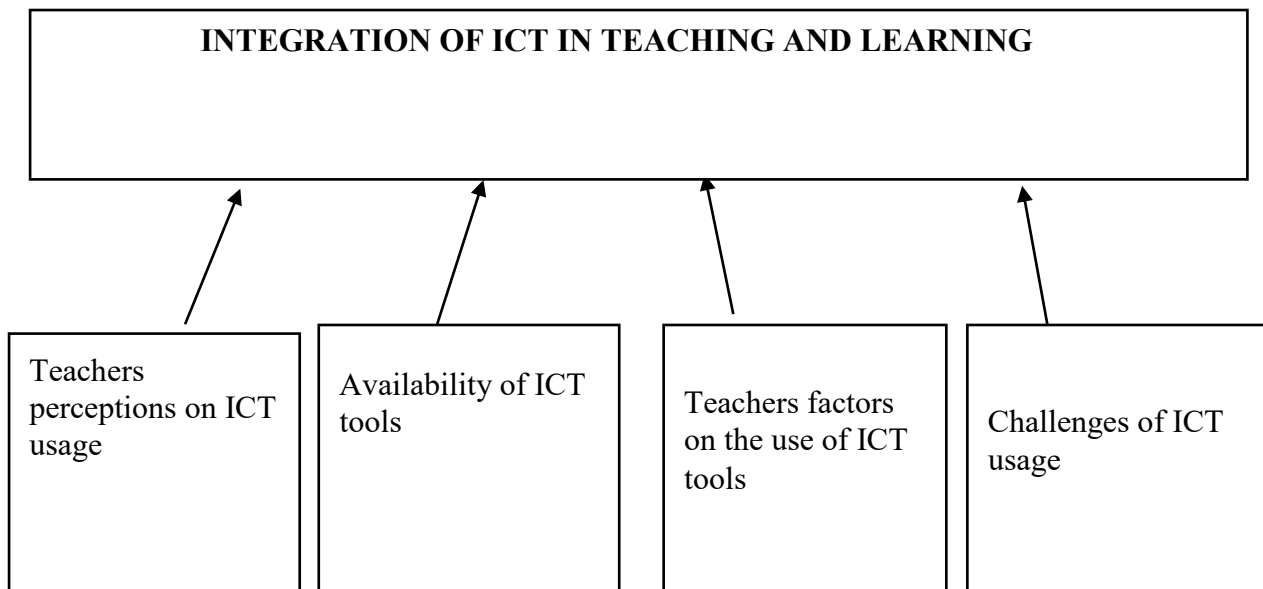 INTEGRATION OF ICT IN TEACHING AND LEARNING
Teachers
perceptions on ICT
usage
Availability of ICT
tools
Teachers factors
on the use of ICT
tools
Challenges of ICT
usage